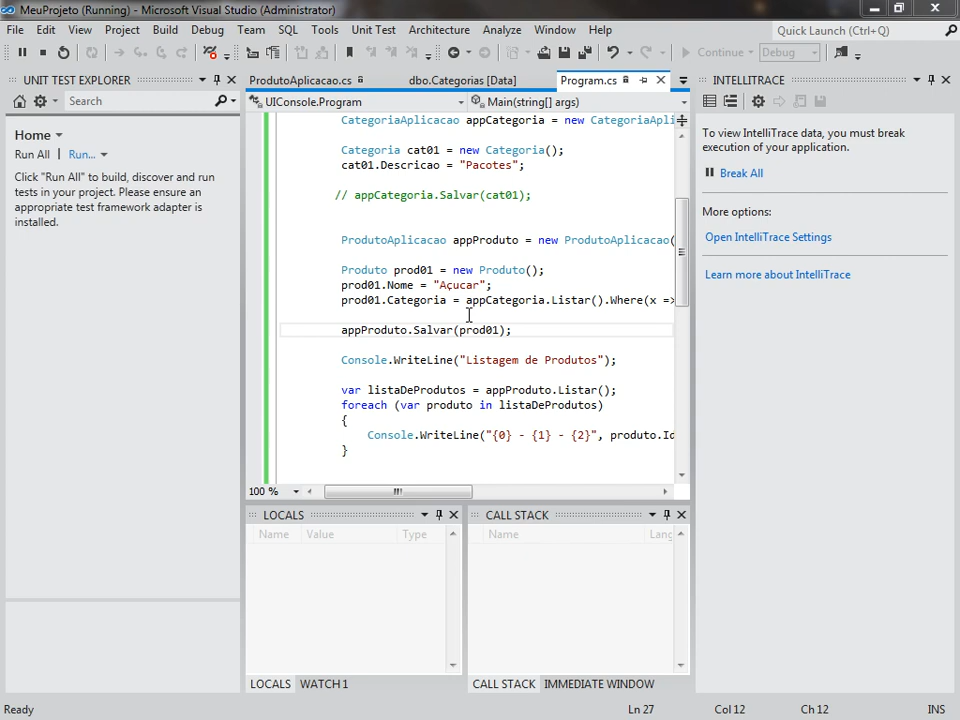 MeuProjeto (Running) - Microsoft Visual Studio (Administrator)
File Edit View Project Build Debug Team SQL Tools Unit Test Architecture Analyze Window Help
Quick Launch (Ctrl+Q)
Continue Debug
UNIT TEST EXPLORER
Search
Home
Run All | Run...
Click "Run All" to build, discover and run
tests in your project. Please ensure an
appropriate test framework adapter is
installed.
ProdutoAplicacao.cs dbo.Categorias [Data] Program.cs
UIConsole.Program Main(string[] args)
CategoriaAplicacao appCategoria = new CategoriaApli
Categoria cat01 = new Categoria();
cat01.Descricao = "Pacotes";
// appCategoria.Salvar(cat01);
ProdutoAplicacao appProduto = new ProdutoAplicacao(
Produto prod01 = new Produto();
prod01.Nome = "Açucar";
prod01.Categoria = appCategoria.Listar().Where(x =>
appProduto.Salvar(prod01);
Console.WriteLine("Listagem de Produtos");
var listaDeProdutos = appProduto.Listar();
foreach (var produto in listaDeProdutos)
{
Console.WriteLine("{0} - {1} - {2}", produto.Id
}
100 %
INTELLITRACE
To view IntelliTrace data, you must break
execution of your application.
Break All
More options:
Open IntelliTrace Settings
Learn more about IntelliTrace
LOCALS
Name Value Type
LOCALS WATCH 1
CALL STACK
Name Lang
CALL STACK IMMEDIATE WINDOW
Ready Ln 27 Col 12 Ch 12 INS